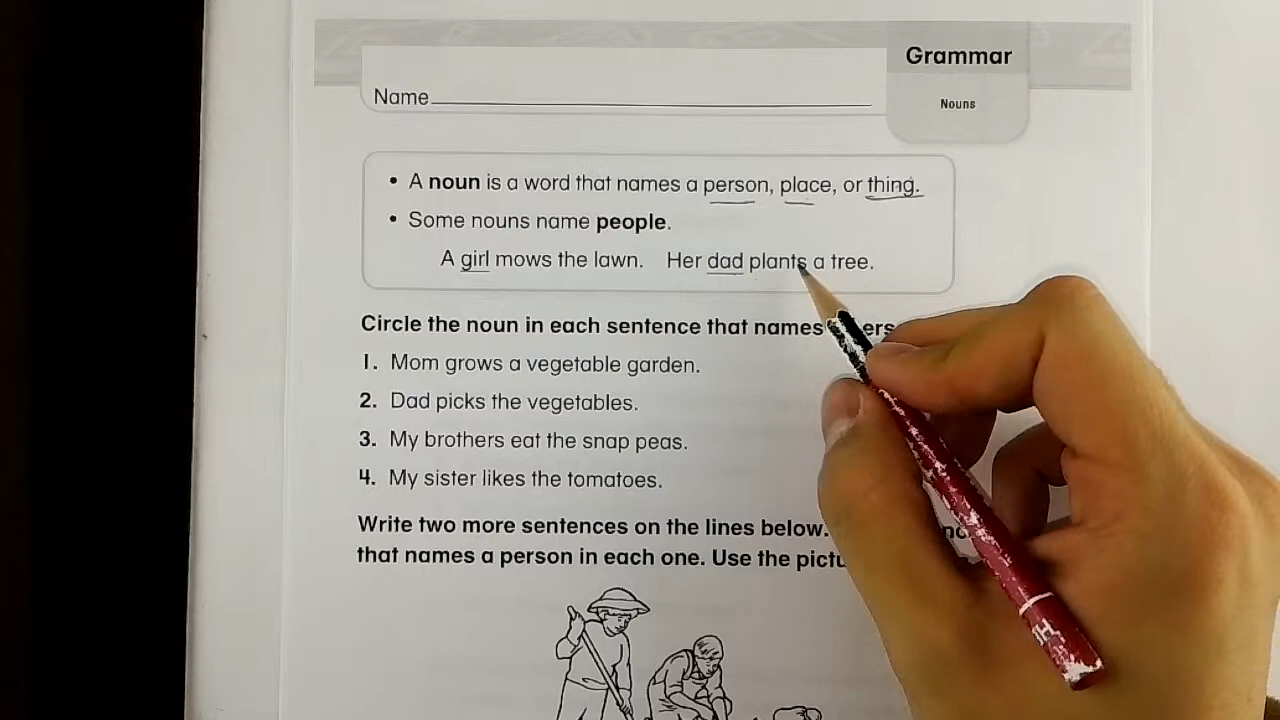 Grammar
Name
Nouns
• A noun is a word that names a person, place, or thing.
• Some nouns name people.
A girl mows the lawn. Her dad plants a tree.
Circle the noun in each sentence that names
1. Mom grows a vegetable garden.
2. Dad picks the vegetables.
3. My brothers eat the snap peas.
4. My sister likes the tomatoes.
Write two more sentences on the lines below.
that names a person in each one. Use the